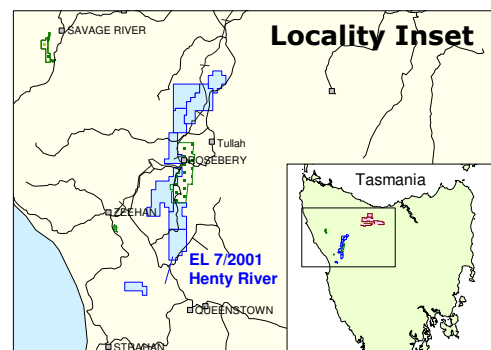 Locality Inset
SAVAGE RIVER
Tullah
ROSEBERY
Tasmania
ZEEHAN
EL 7/2001
Henty River
QUEENSTOWN
STRAHAN